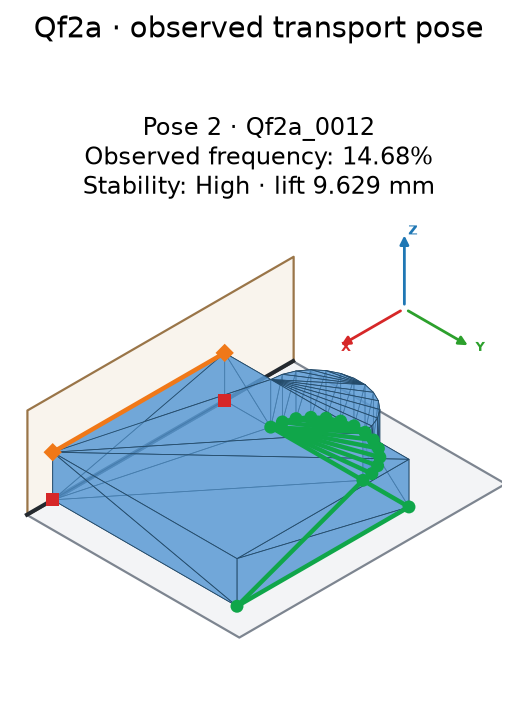 Qf2a · observed transport pose
Pose 2 · Qf2a_0012
Observed frequency: 14.68%
Stability: High · lift 9.629 mm
Z
X
Y